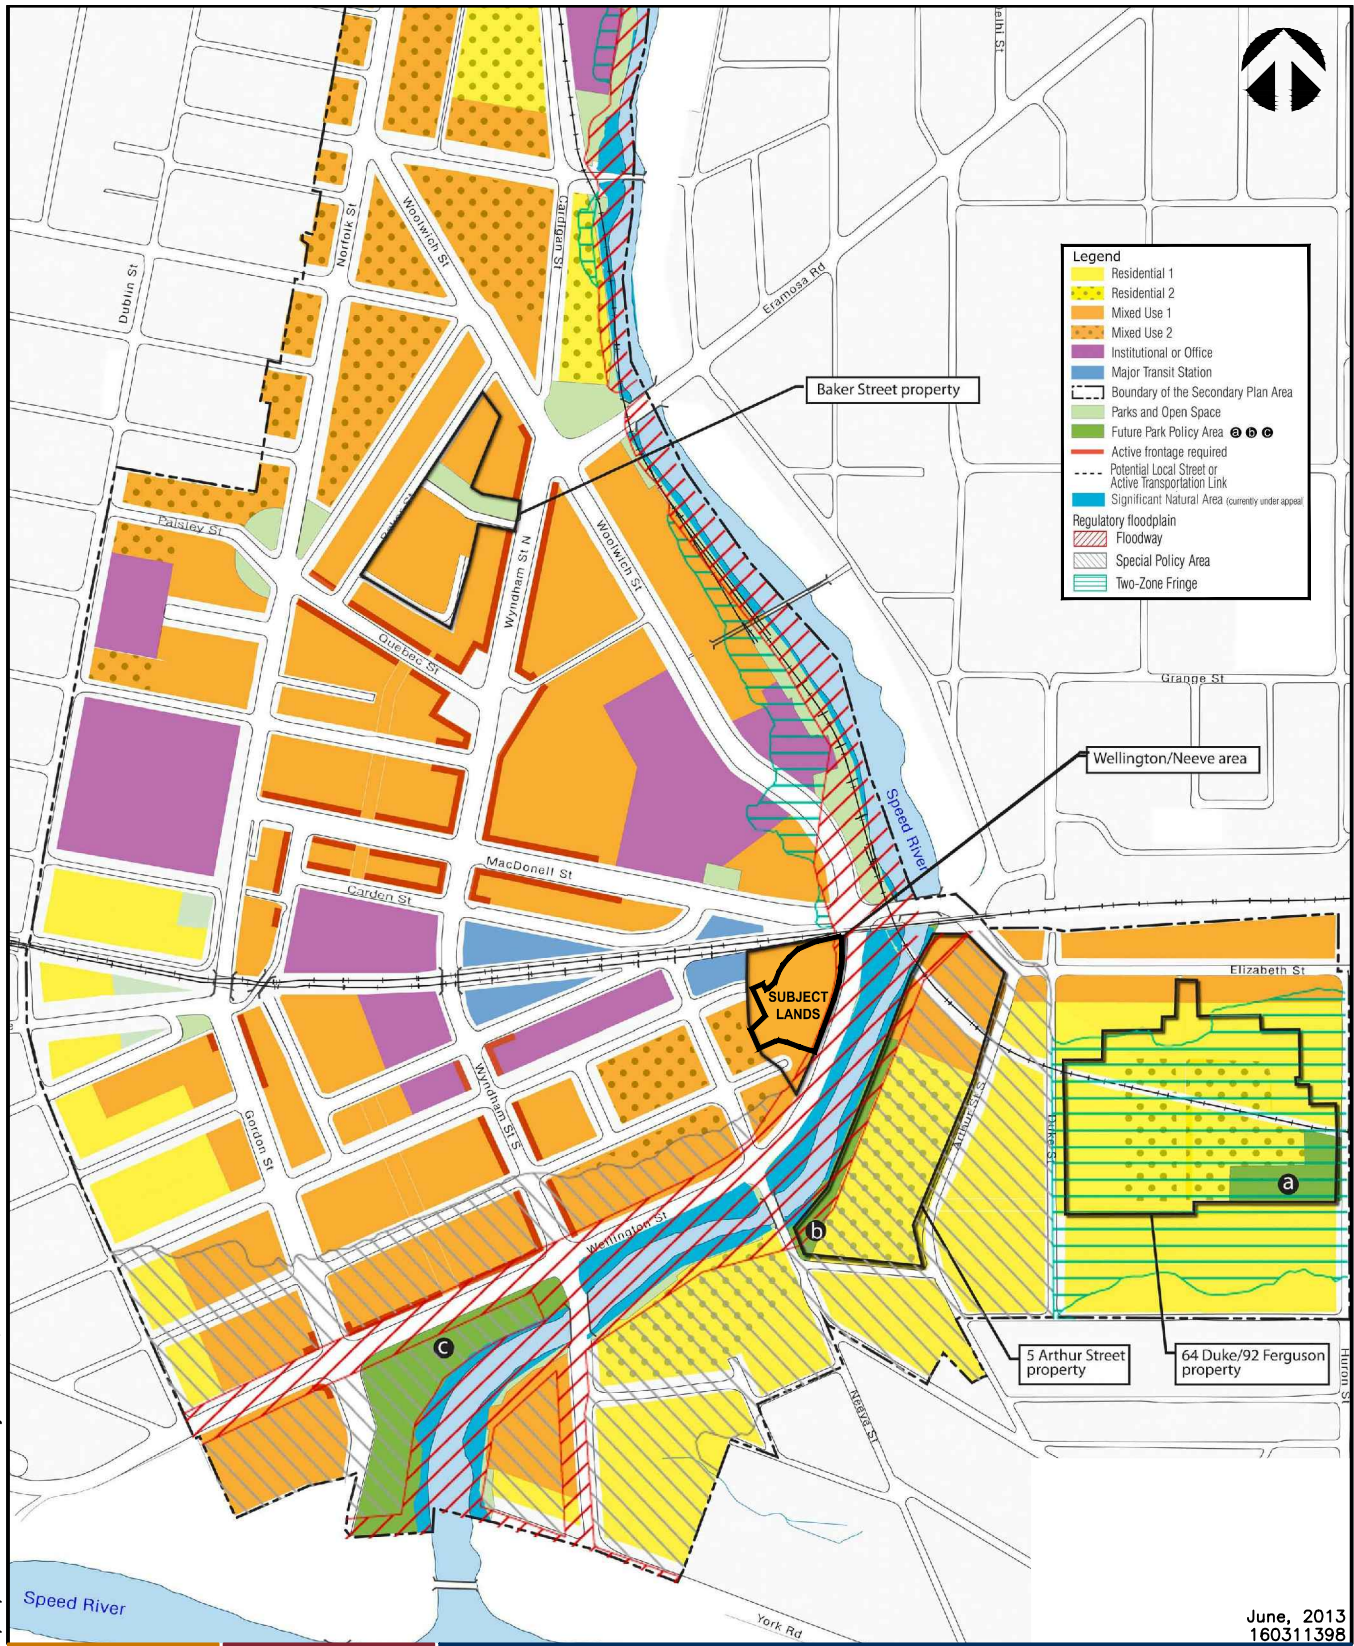 elhi St
Woolwich St
Cardigan St
Norfolk St
Dublin St
Eramosa Rd
Legend
Residential 1
Residential 2
Mixed Use 1
Mixed Use 2
Institutional or Office
Major Transit Station
Boundary of the Secondary Plan Area
Parks and Open Space
Future Park Policy Area a b c
Active frontage required
Potential Local Street or
Active Transportation Link
Significant Natural Area (currently under appeal
Regulatory floodplain
Floodway
Special Policy Area
Two-Zone Fringe
Baker Street property
Paisley St
Woolwich St
Wyndham St N
Quebec St
Grange St
Wellington/Neeve area
Speed River
MacDonell St
Carden St
Elizabeth St
SUBJECT
LANDS
Wyndham St S
Gordon St
Arthur St S
Duke St
a
b
Wellington St
c
5 Arthur Street
property
64 Duke/92 Ferguson
property
Huron St
Neeve St
Speed River
York Rd
June, 2013
160311398